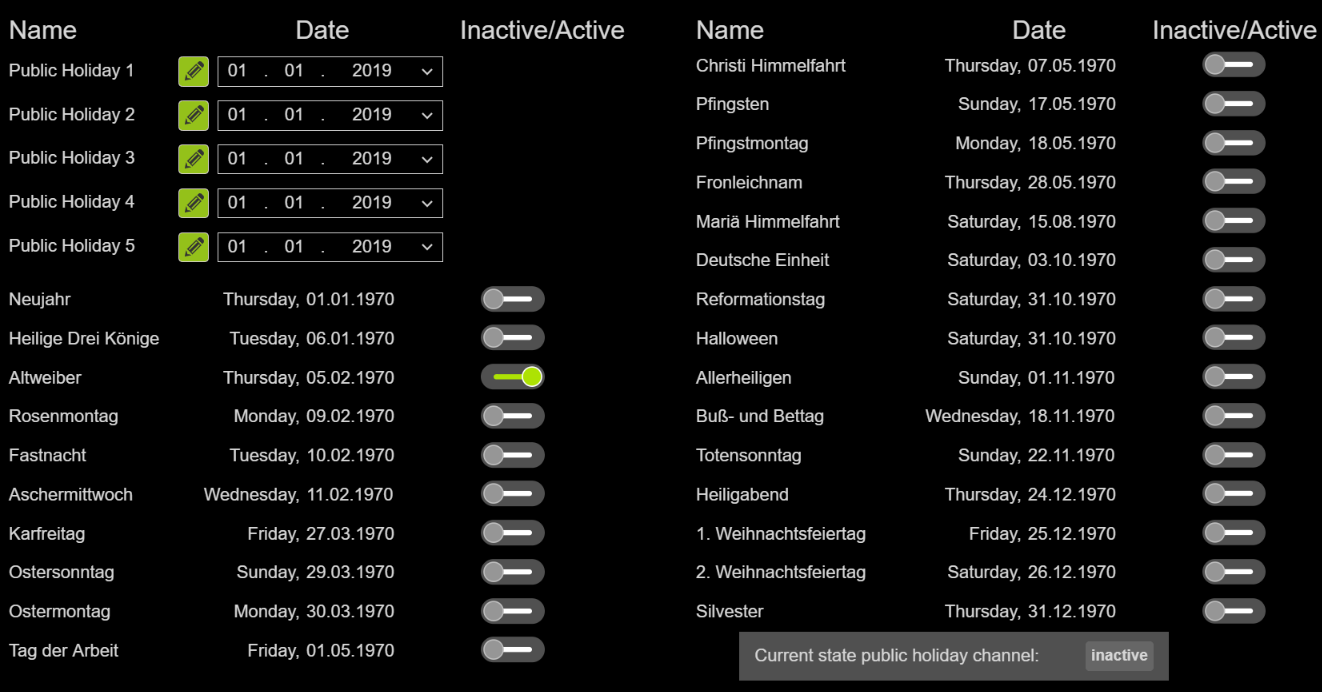 Name Date Inactive/Active
Public Holiday 1 01 . 01 . 2019
Public Holiday 2 01 . 01 . 2019
Public Holiday 3 01 . 01 . 2019
Public Holiday 4 01 . 01 . 2019
Public Holiday 5 01 . 01 . 2019
Neujahr Thursday, 01.01.1970
Heilige Drei Könige Tuesday, 06.01.1970
Altweiber Thursday, 05.02.1970
Rosenmontag Monday, 09.02.1970
Fastnacht Tuesday, 10.02.1970
Aschermittwoch Wednesday, 11.02.1970
Karfreitag Friday, 27.03.1970
Ostersonntag Sunday, 29.03.1970
Ostermontag Monday, 30.03.1970
Tag der Arbeit Friday, 01.05.1970
Name Date Inactive/Active
Christi Himmelfahrt Thursday, 07.05.1970
Pfingsten Sunday, 17.05.1970
Pfingstmontag Monday, 18.05.1970
Fronleichnam Thursday, 28.05.1970
Mariä Himmelfahrt Saturday, 15.08.1970
Deutsche Einheit Saturday, 03.10.1970
Reformationstag Saturday, 31.10.1970
Halloween Saturday, 31.10.1970
Allerheiligen Sunday, 01.11.1970
Buß- und Bettag Wednesday, 18.11.1970
Totensonntag Sunday, 22.11.1970
Heiligabend Thursday, 24.12.1970
1. Weihnachtsfeiertag Friday, 25.12.1970
2. Weihnachtsfeiertag Saturday, 26.12.1970
Silvester Thursday, 31.12.1970
Current state public holiday channel: inactive